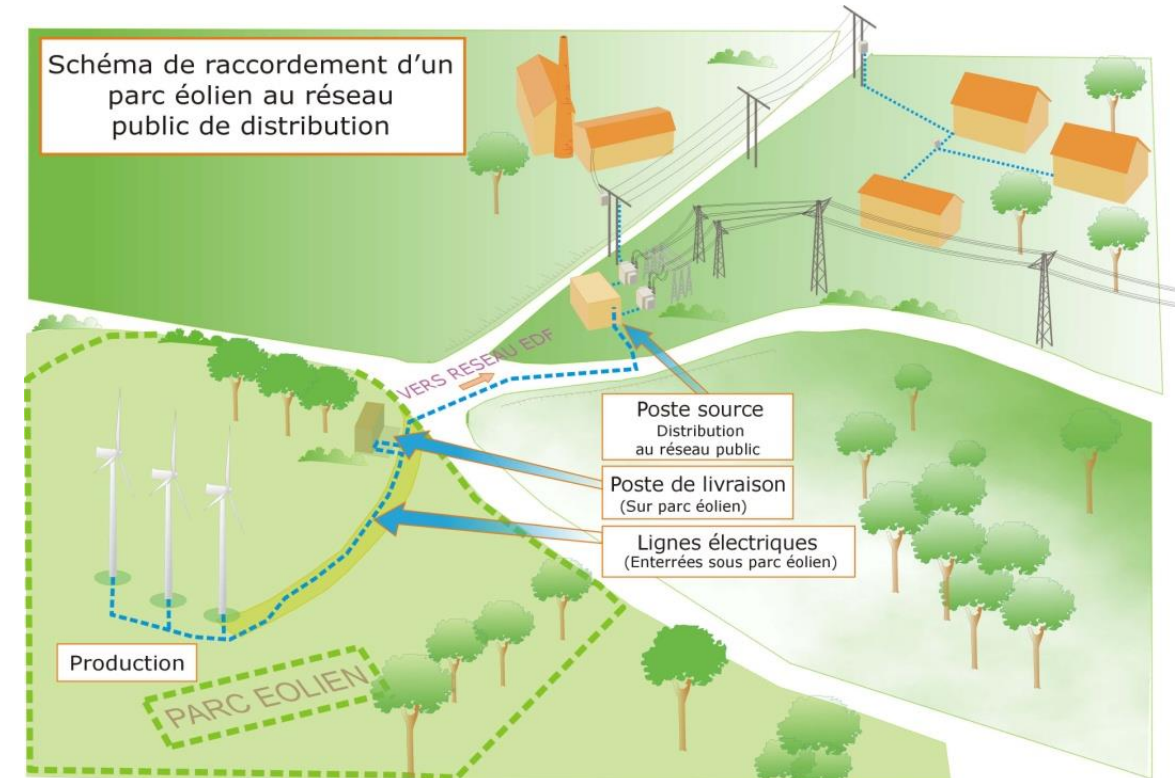 Schéma de raccordement d'un
parc éolien au réseau
public de distribution
VERS RESEAU EDF
Poste source
Distribution
au réseau public
Poste de livraison
(Sur parc éolien)
Lignes électriques
(Enterrées sous parc éolien)
Production
PARC EOLIEN